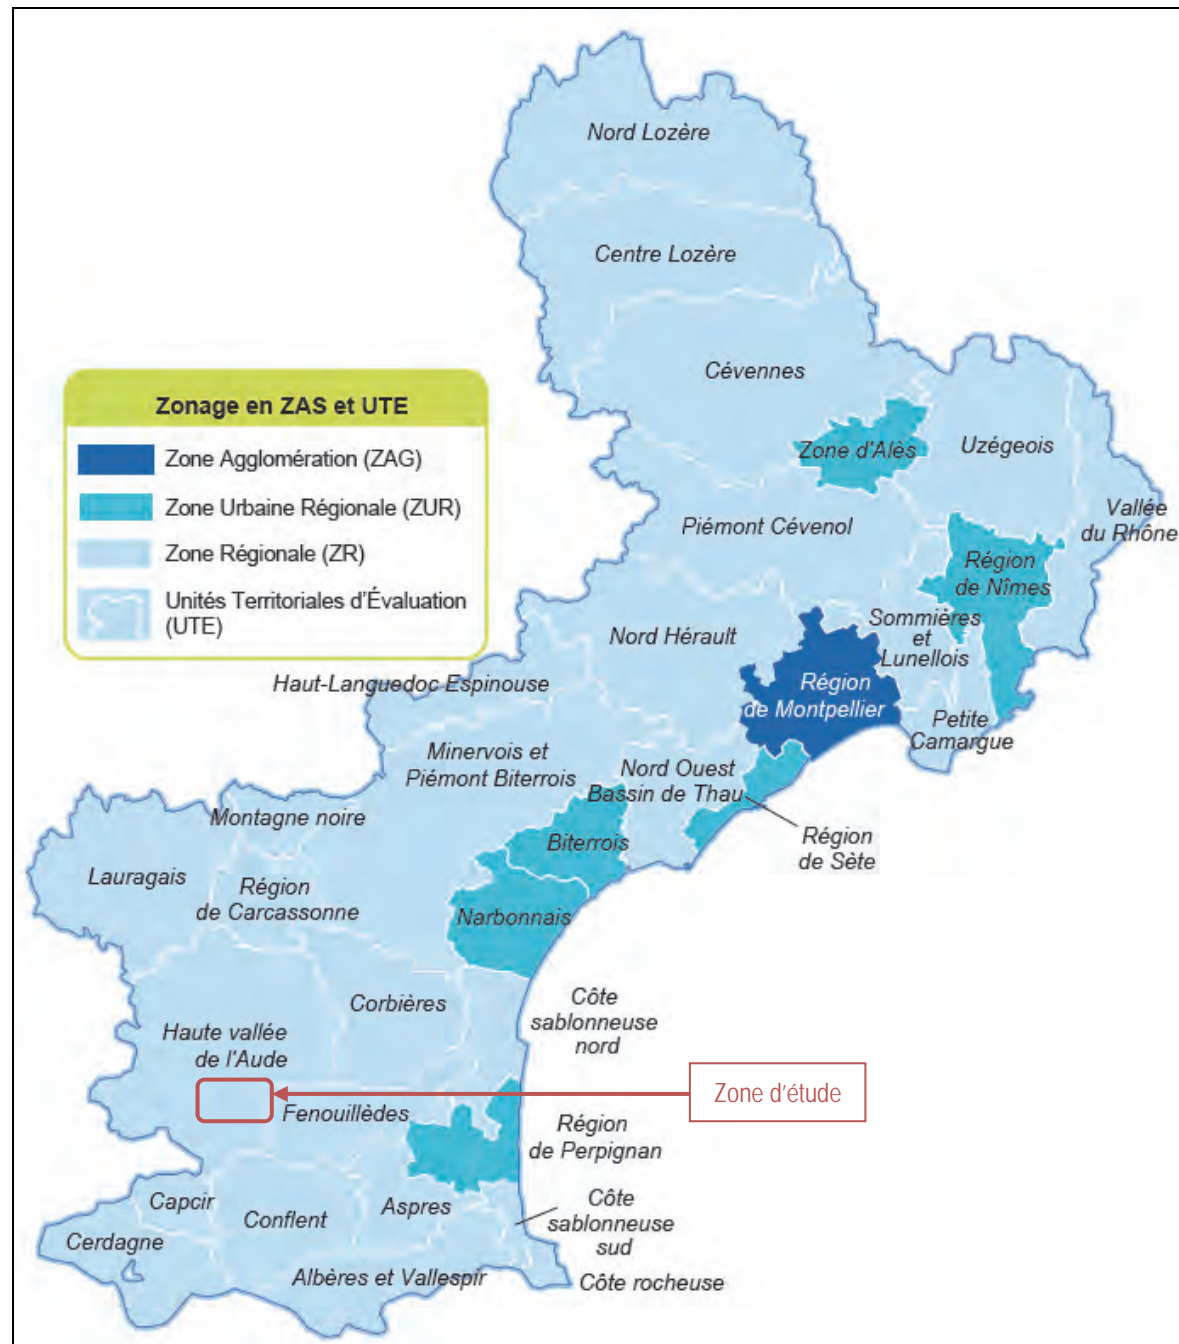 Nord Lozère
Centre Lozère
Cévennes
Zonage en ZAS et UTE
Zone Agglomération (ZAG)
Zone Urbaine Régionale (ZUR)
Zone Régionale (ZR)
Unités Territoriales d'Évaluation
(UTE)
Zone d'Alès
Uzégeois
Vallée
du Rhône
Piémont Cévenol
Région
de Nîmes
Nord Hérault
Sommières
et
Lunellois
Haut-Languedoc Espinouse
Région
de Montpellier
Petite
Camargue
Minervois et
Piémont Biterrois
Nord Ouest
Bassin de Thau
Montagne noire
Biterrois
Région
de Sète
Lauragais
Région
de Carcassonne
Narbonnais
Corbières
Côte
sablonneuse
nord
Haute vallée
de l'Aude
Zone d'étude
Fenouillèdes
Région
de Perpignan
Capcir
Conflent
Aspres
Côte
sablonneuse
sud
Cerdagne
Albères et Vallespir
Côte rocheuse